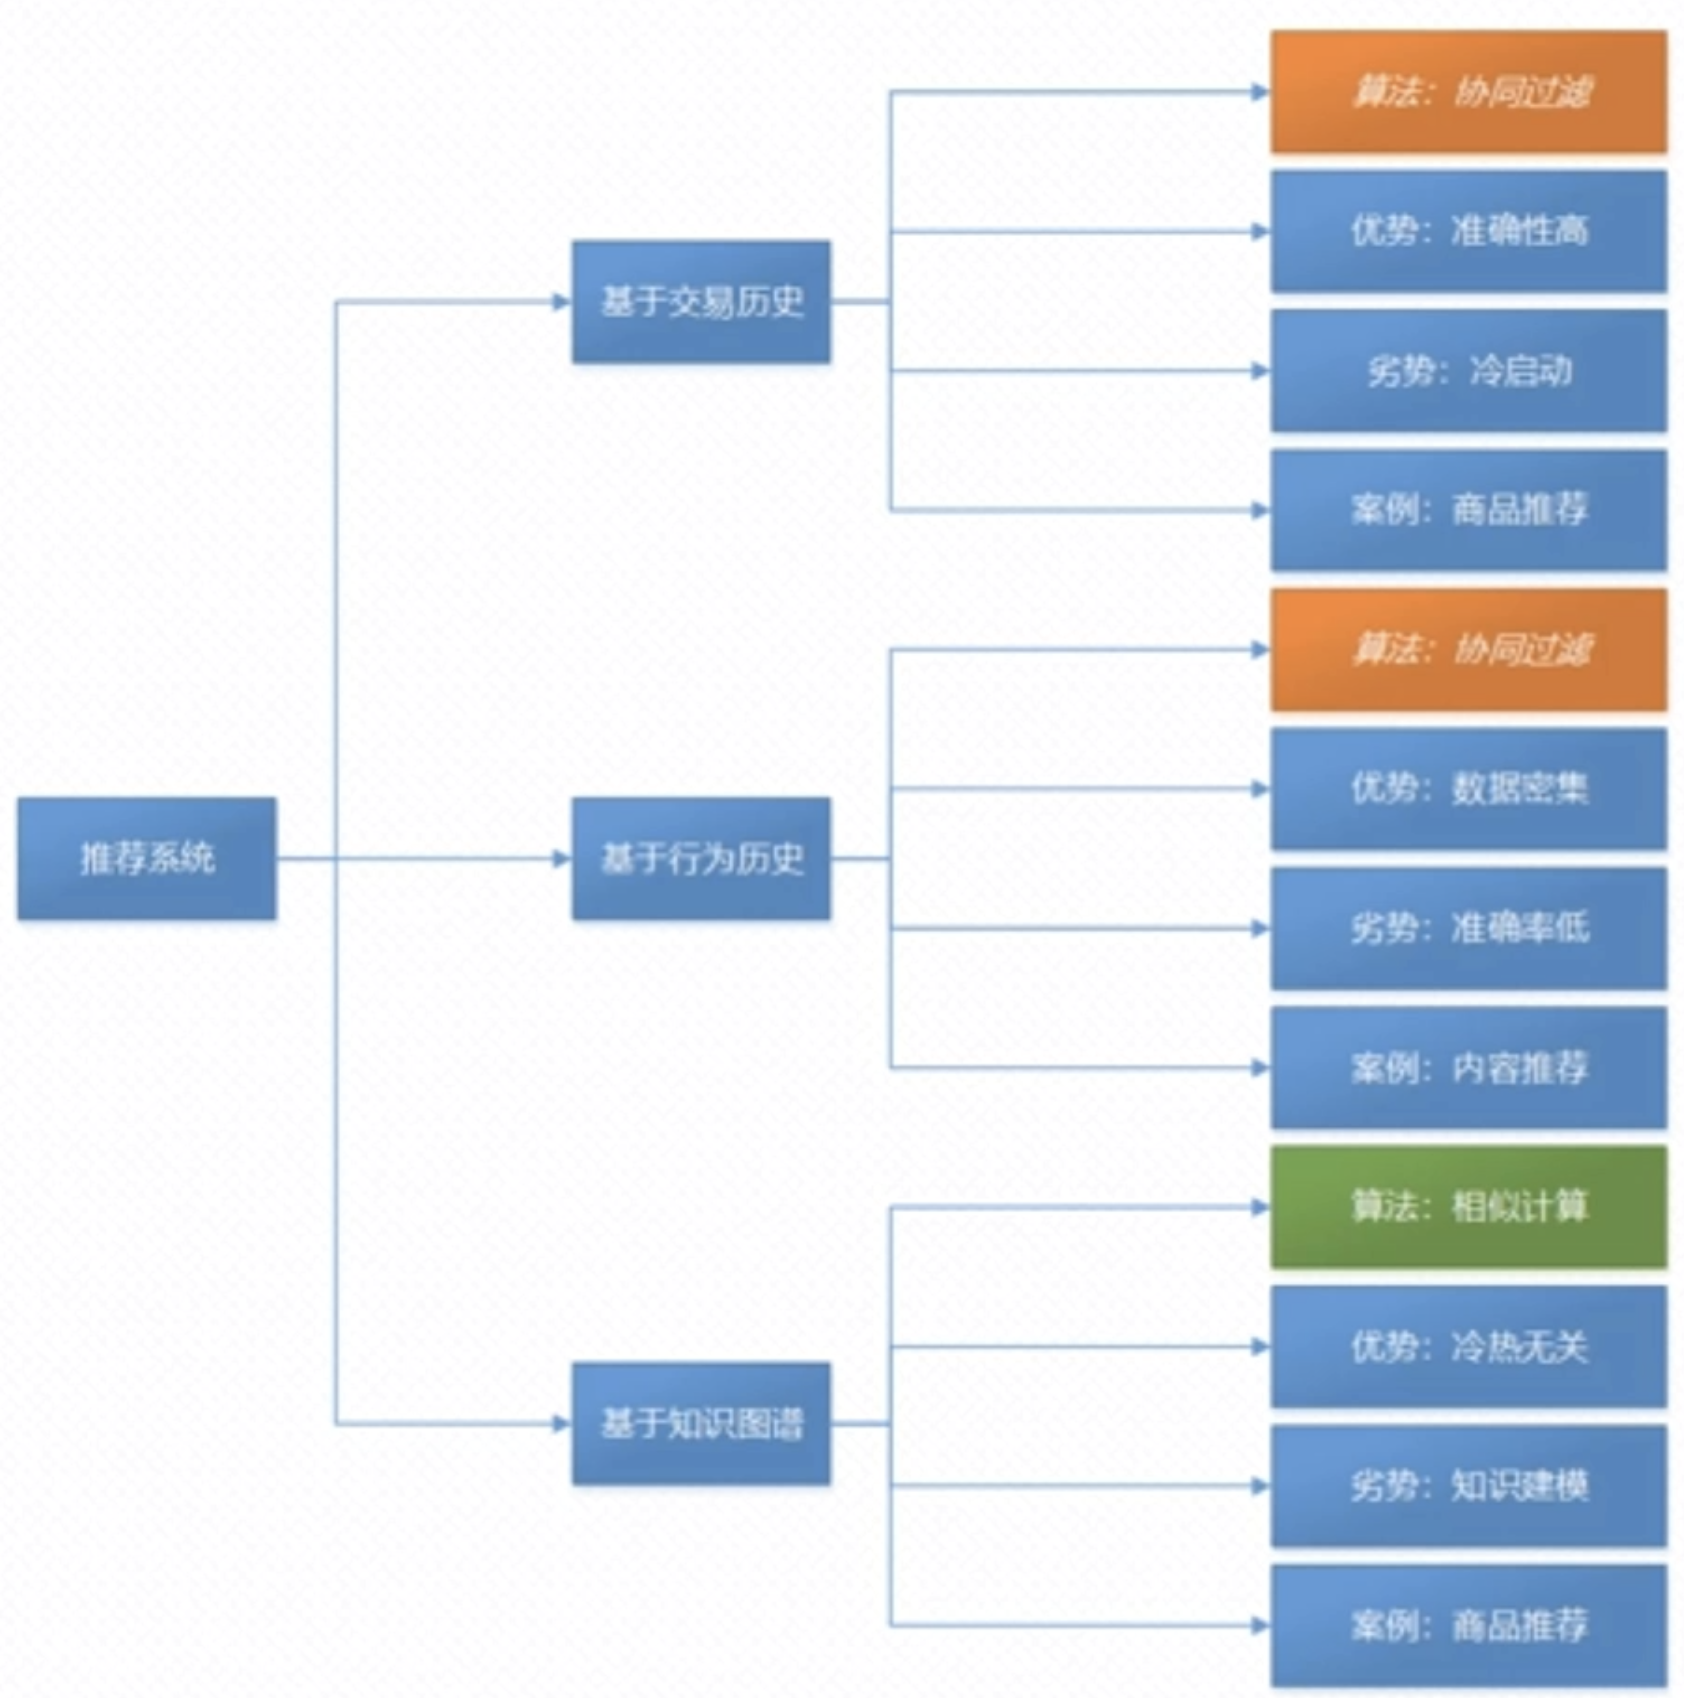 推荐系统
基于交易历史
算法：协同过滤
优势：准确性高
劣势：冷启动
案例：商品推荐
基于行为历史
算法：协同过滤
优势：数据密集
劣势：准确率低
案例：内容推荐
基于知识图谱
算法：相似计算
优势：冷热无关
劣势：知识建模
案例：商品推荐